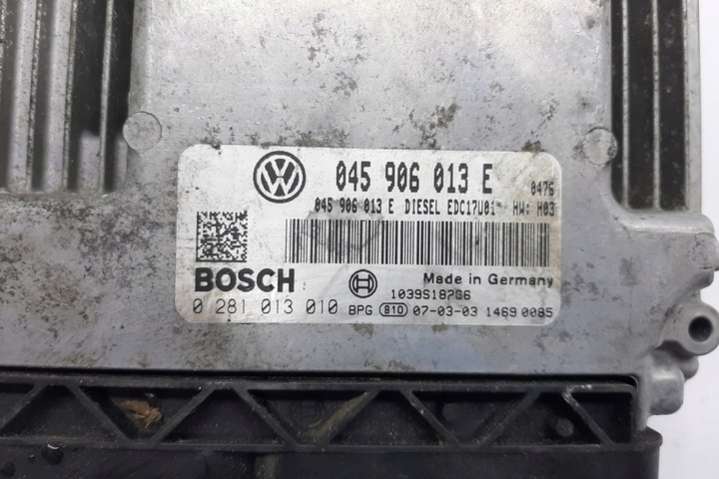 045 906 013 E 0476
045 906 013 E DIESEL EDC17U01 HW: H03
BOSCH
Made in Germany
1039S18766
0 281 013 010 BPG 810 07-03-03 1469 0085